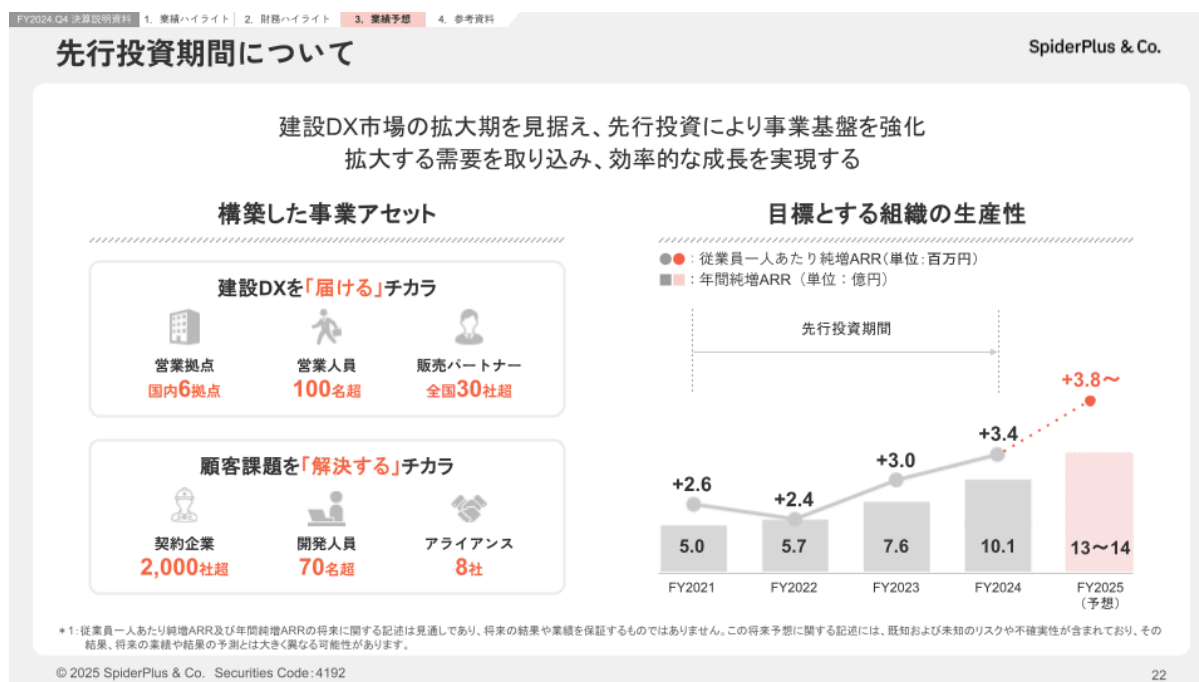 FY2024.Q4 決算説明資料 1. 業績ハイライト 2. 財務ハイライト 3. 業績予想 4. 参考資料
先行投資期間について
SpiderPlus & Co.
建設DX市場の拡大期を見据え、先行投資により事業基盤を強化
拡大する需要を取り込み、効率的な成長を実現する
構築した事業アセット
建設DXを「届ける」チカラ
営業拠点 営業人員 販売パートナー
国内6拠点 100名超 全国30社超
顧客課題を「解決する」チカラ
契約企業 開発人員 アライアンス
2,000社超 70名超 8社
目標とする組織の生産性
：従業員一人あたり純増ARR（単位：百万円）
：年間純増ARR（単位：億円）
先行投資期間
+3.8〜
+3.4
+3.0
+2.6
+2.4
5.0 5.7 7.6 10.1 13〜14
FY2021 FY2022 FY2023 FY2024 FY2025
（予想）
＊1：従業員一人あたり純増ARR及び年間純増ARRの将来に関する記述は見通しであり、将来の結果や業績を保証するものではありません。この将来予想に関する記述には、既知および未知のリスクや不確実性が含まれており、その
結果、将来の業績や結果の予測とは大きく異なる可能性があります。
© 2025 SpiderPlus & Co. Securities Code：4192
22